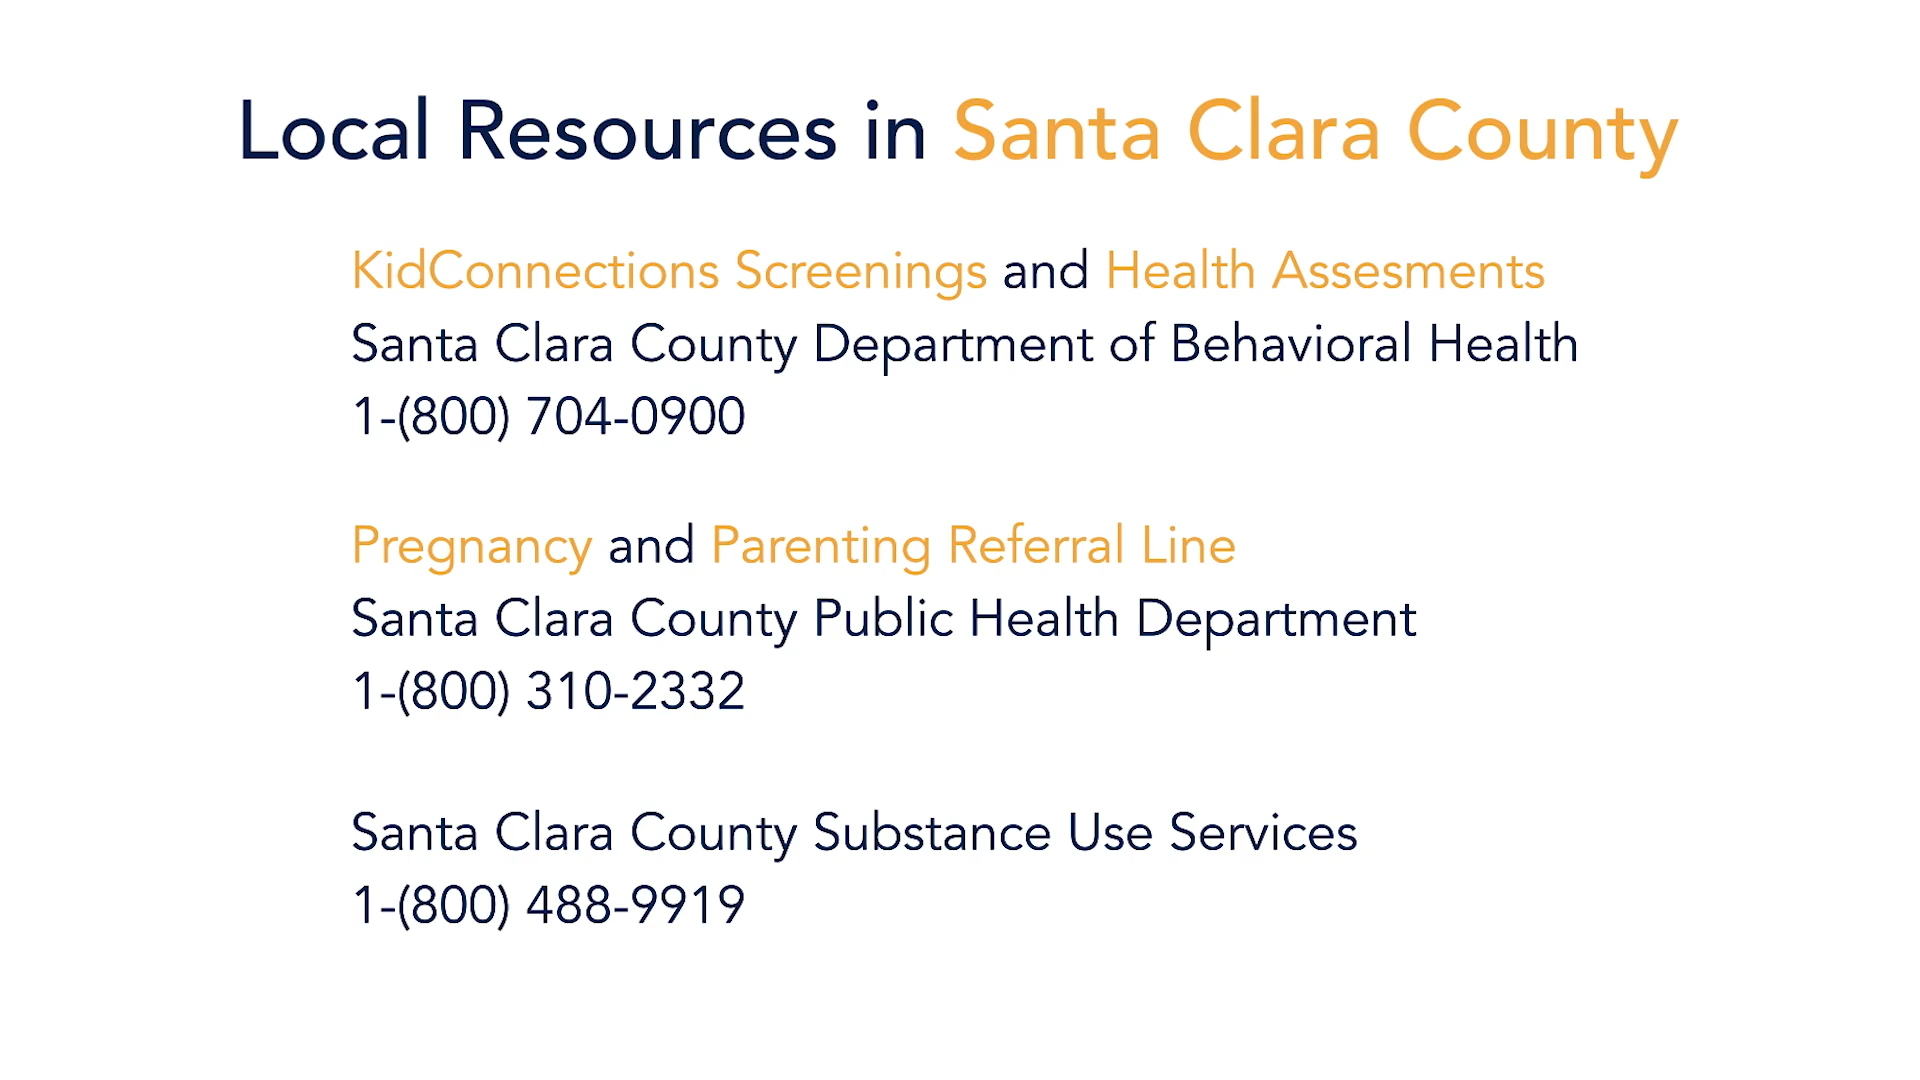 Local Resources in Santa Clara County
KidConnections Screenings and Health Assesments
Santa Clara County Department of Behavioral Health
1-(800) 704-0900
Pregnancy and Parenting Referral Line
Santa Clara County Public Health Department
1-(800) 310-2332
Santa Clara County Substance Use Services
1-(800) 488-9919